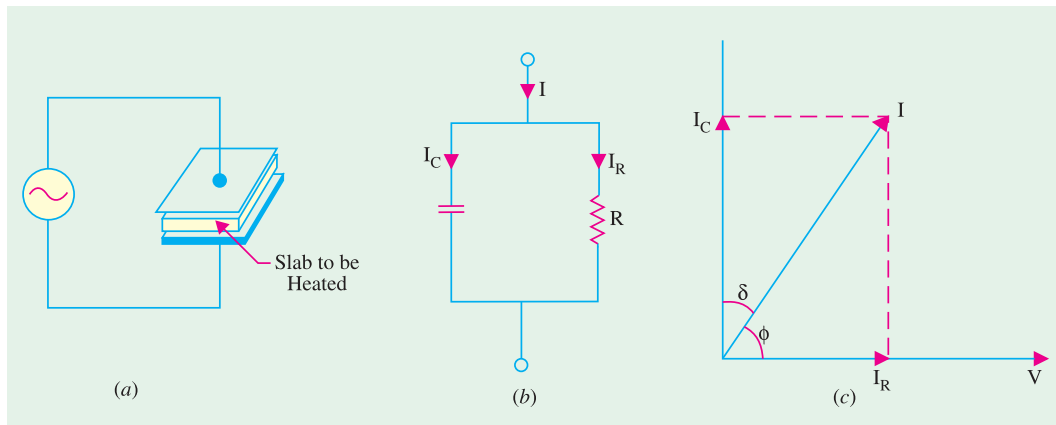 Slab to be
Heated
(a)
I
I_C
I_R
R
(b)
I_C
I
δ
ϕ
I_R
V
(c)